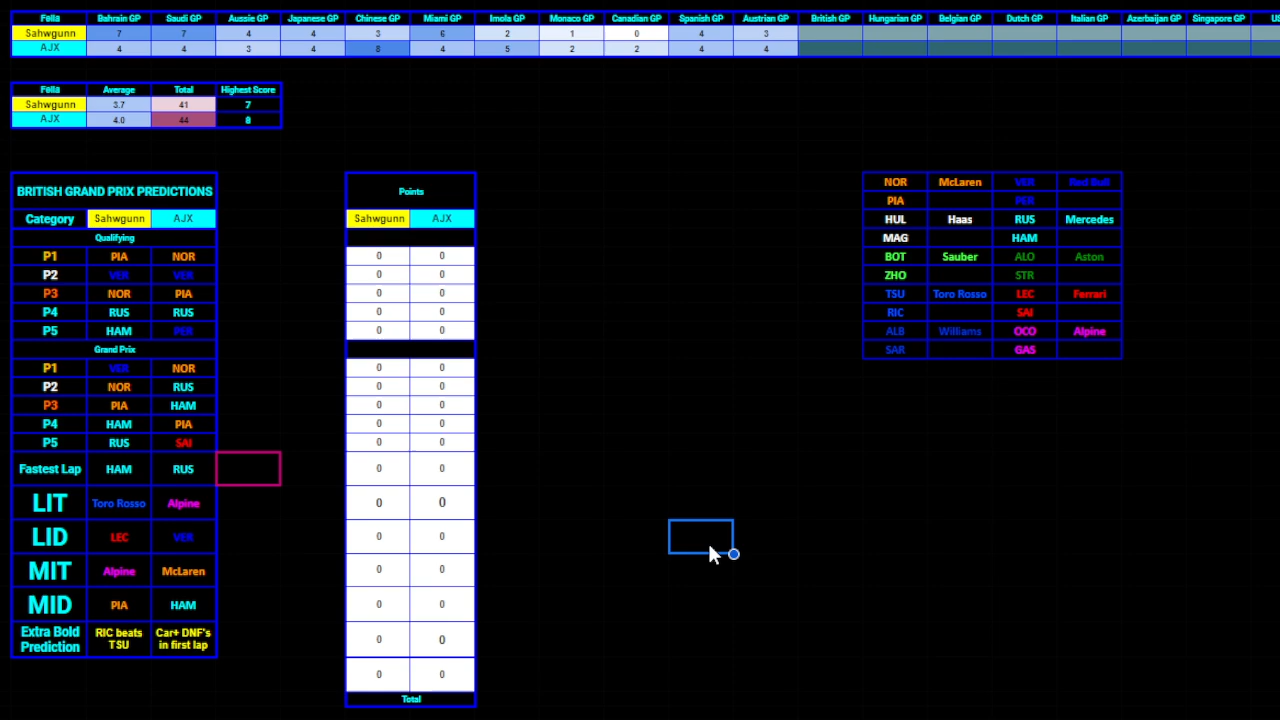 Fella Bahrain GP Saudi GP Aussie GP Japanese GP Chinese GP Miami GP Imola GP Monaco GP Canadian GP Spanish GP Austrian GP British GP Hungarian GP Belgian GP Dutch GP Italian GP Azerbaijan GP Singapore GP US
Sahwgunn 7 7 4 4 3 6 2 1 0 4 3
AJX 4 4 3 4 8 4 5 2 2 4 4
Fella Average Total Highest Score
Sahwgunn 3.7 41 7
AJX 4.0 44 8
BRITISH GRAND PRIX PREDICTIONS Points
Category Sahwgunn AJX Sahwgunn AJX
Qualifying
P1 PIA NOR 0 0
P2 VER VER 0 0
P3 NOR PIA 0 0
P4 RUS RUS 0 0
P5 HAM PER 0 0
Grand Prix
P1 VER NOR 0 0
P2 NOR RUS 0 0
P3 PIA HAM 0 0
P4 HAM PIA 0 0
P5 RUS SAI 0 0
Fastest Lap HAM RUS 0 0
LIT Toro Rosso Alpine 0 0
LID LEC VER 0 0
MIT Alpine McLaren 0 0
MID PIA HAM 0 0
Extra Bold RIC beats Car+ DNF's
Prediction TSU in first lap 0 0
0 0
Total
NOR McLaren VER Red Bull
PIA PER
HUL Haas RUS Mercedes
MAG HAM
BOT Sauber ALO Aston
ZHO STR
TSU Toro Rosso LEC Ferrari
RIC SAI
ALB Williams OCO Alpine
SAR GAS